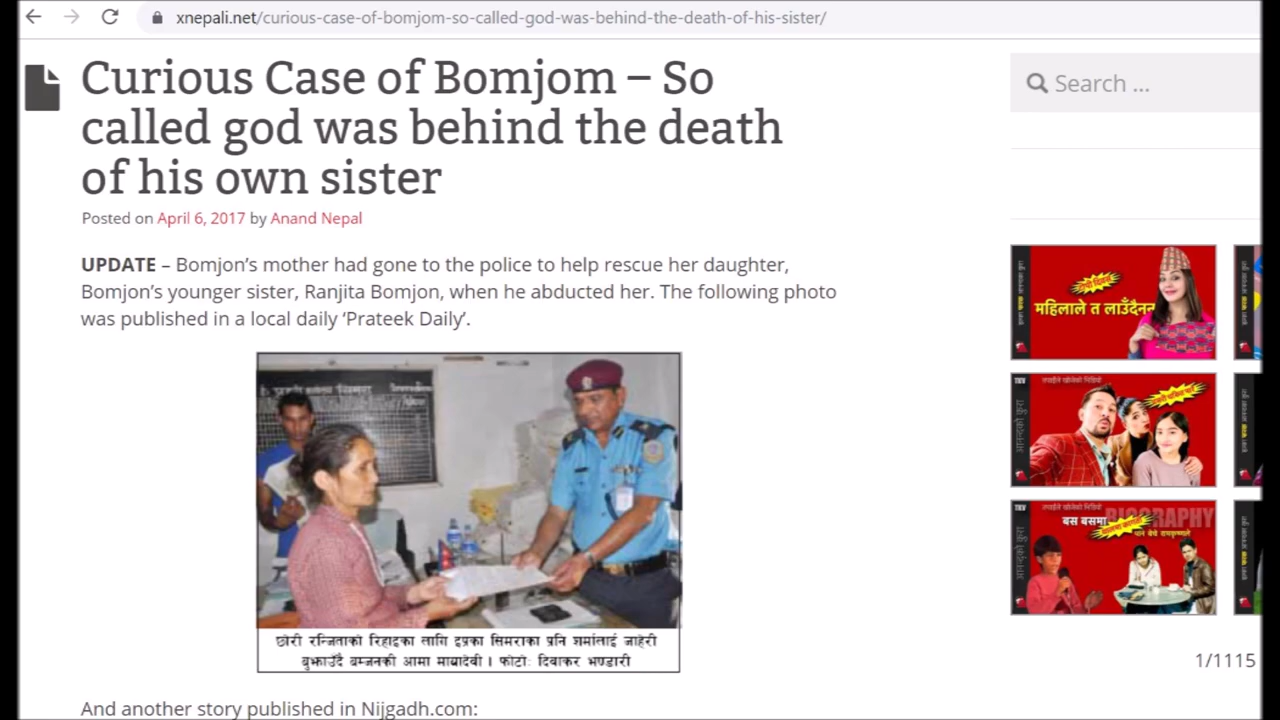 xnepali.net/curious-case-of-bomjom-so-called-god-was-behind-the-death-of-his-sister/
Curious Case of Bomjom – So
called god was behind the death
of his own sister
Posted on April 6, 2017 by Anand Nepal
UPDATE – Bomjon's mother had gone to the police to help rescue her daughter,
Bomjon's younger sister, Ranjita Bomjon, when he abducted her. The following photo
was published in a local daily 'Prateek Daily'.
छोरी रन्जिताको रिहाइका लागि इप्रका सिमराका प्रनि शर्मालाई जाहेरी
बुझाउँदै बम्जनकी आमा मायादेवी । फोटोः दिवाकर भण्डारी
And another story published in Nijgadh.com:
Search ...
महिलाले त लाउँदैनन्
बस बसमा
BIOGRAPHY
1/1115